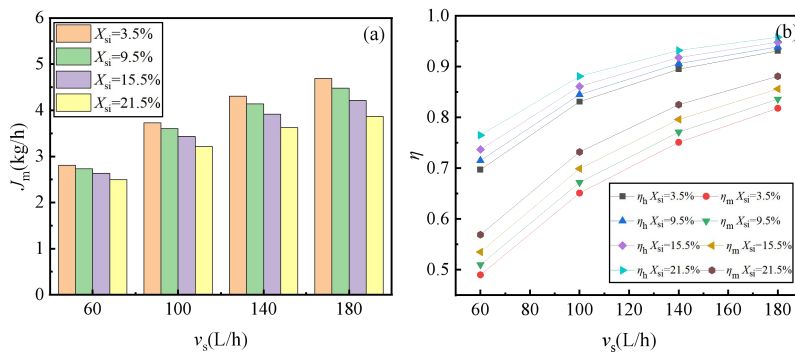 (a)
X_si=3.5%
X_si=9.5%
X_si=15.5%
X_si=21.5%
J_m(kg/h)
6
5
4
3
2
1
0
60 100 140 180
v_s(L/h)
(b)
η
1.0
0.9
0.8
0.7
0.6
0.5
η_h X_si=3.5% η_m X_si=3.5%
η_h X_si=9.5% η_m X_si=9.5%
η_h X_si=15.5% η_m X_si=15.5%
η_h X_si=21.5% η_m X_si=21.5%
60 80 100 120 140 160 180
v_s(L/h)